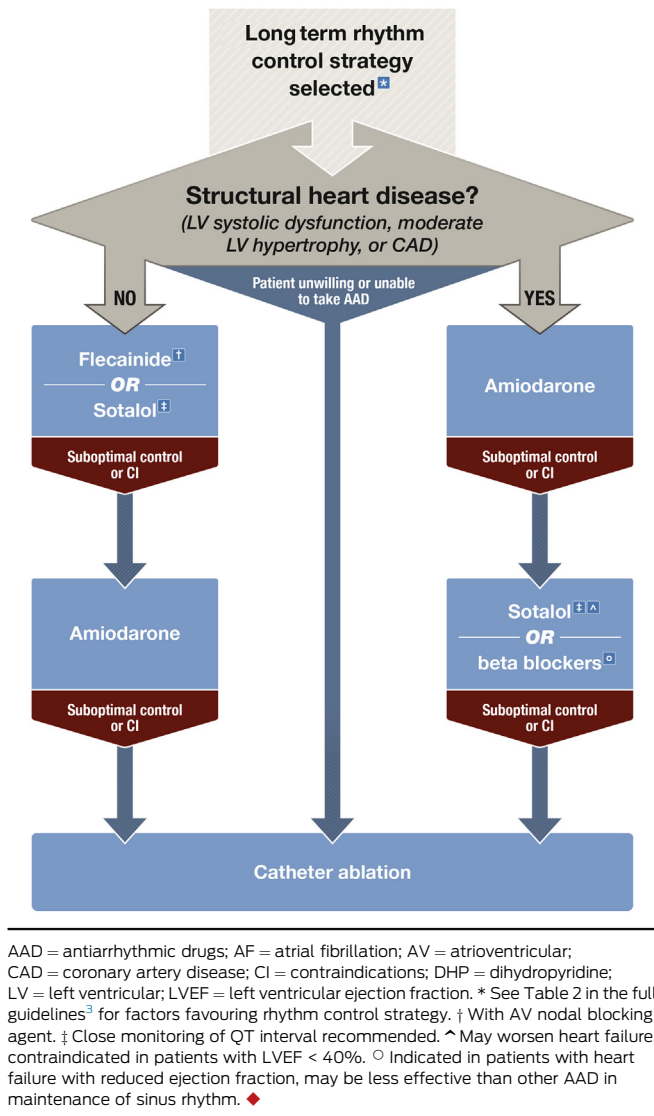 Long term rhythm
control strategy
selected*
Structural heart disease?
(LV systolic dysfunction, moderate
LV hypertrophy, or CAD)
NO
Patient unwilling or unable
to take AAD
YES
Flecainide†
OR
Sotalol‡
Amiodarone
Suboptimal control
or CI
Suboptimal control
or CI
Amiodarone
Sotalol‡ ^
OR
beta blockers○
Suboptimal control
or CI
Suboptimal control
or CI
Catheter ablation
AAD = antiarrhythmic drugs; AF = atrial fibrillation; AV = atrioventricular;
CAD = coronary artery disease; CI = contraindications; DHP = dihydropyridine;
LV = left ventricular; LVEF = left ventricular ejection fraction. * See Table 2 in the full
guidelines3 for factors favouring rhythm control strategy. † With AV nodal blocking
agent. ‡ Close monitoring of QT interval recommended. ^ May worsen heart failure,
contraindicated in patients with LVEF < 40%. ○ Indicated in patients with heart
failure with reduced ejection fraction, may be less effective than other AAD in
maintenance of sinus rhythm. ◆